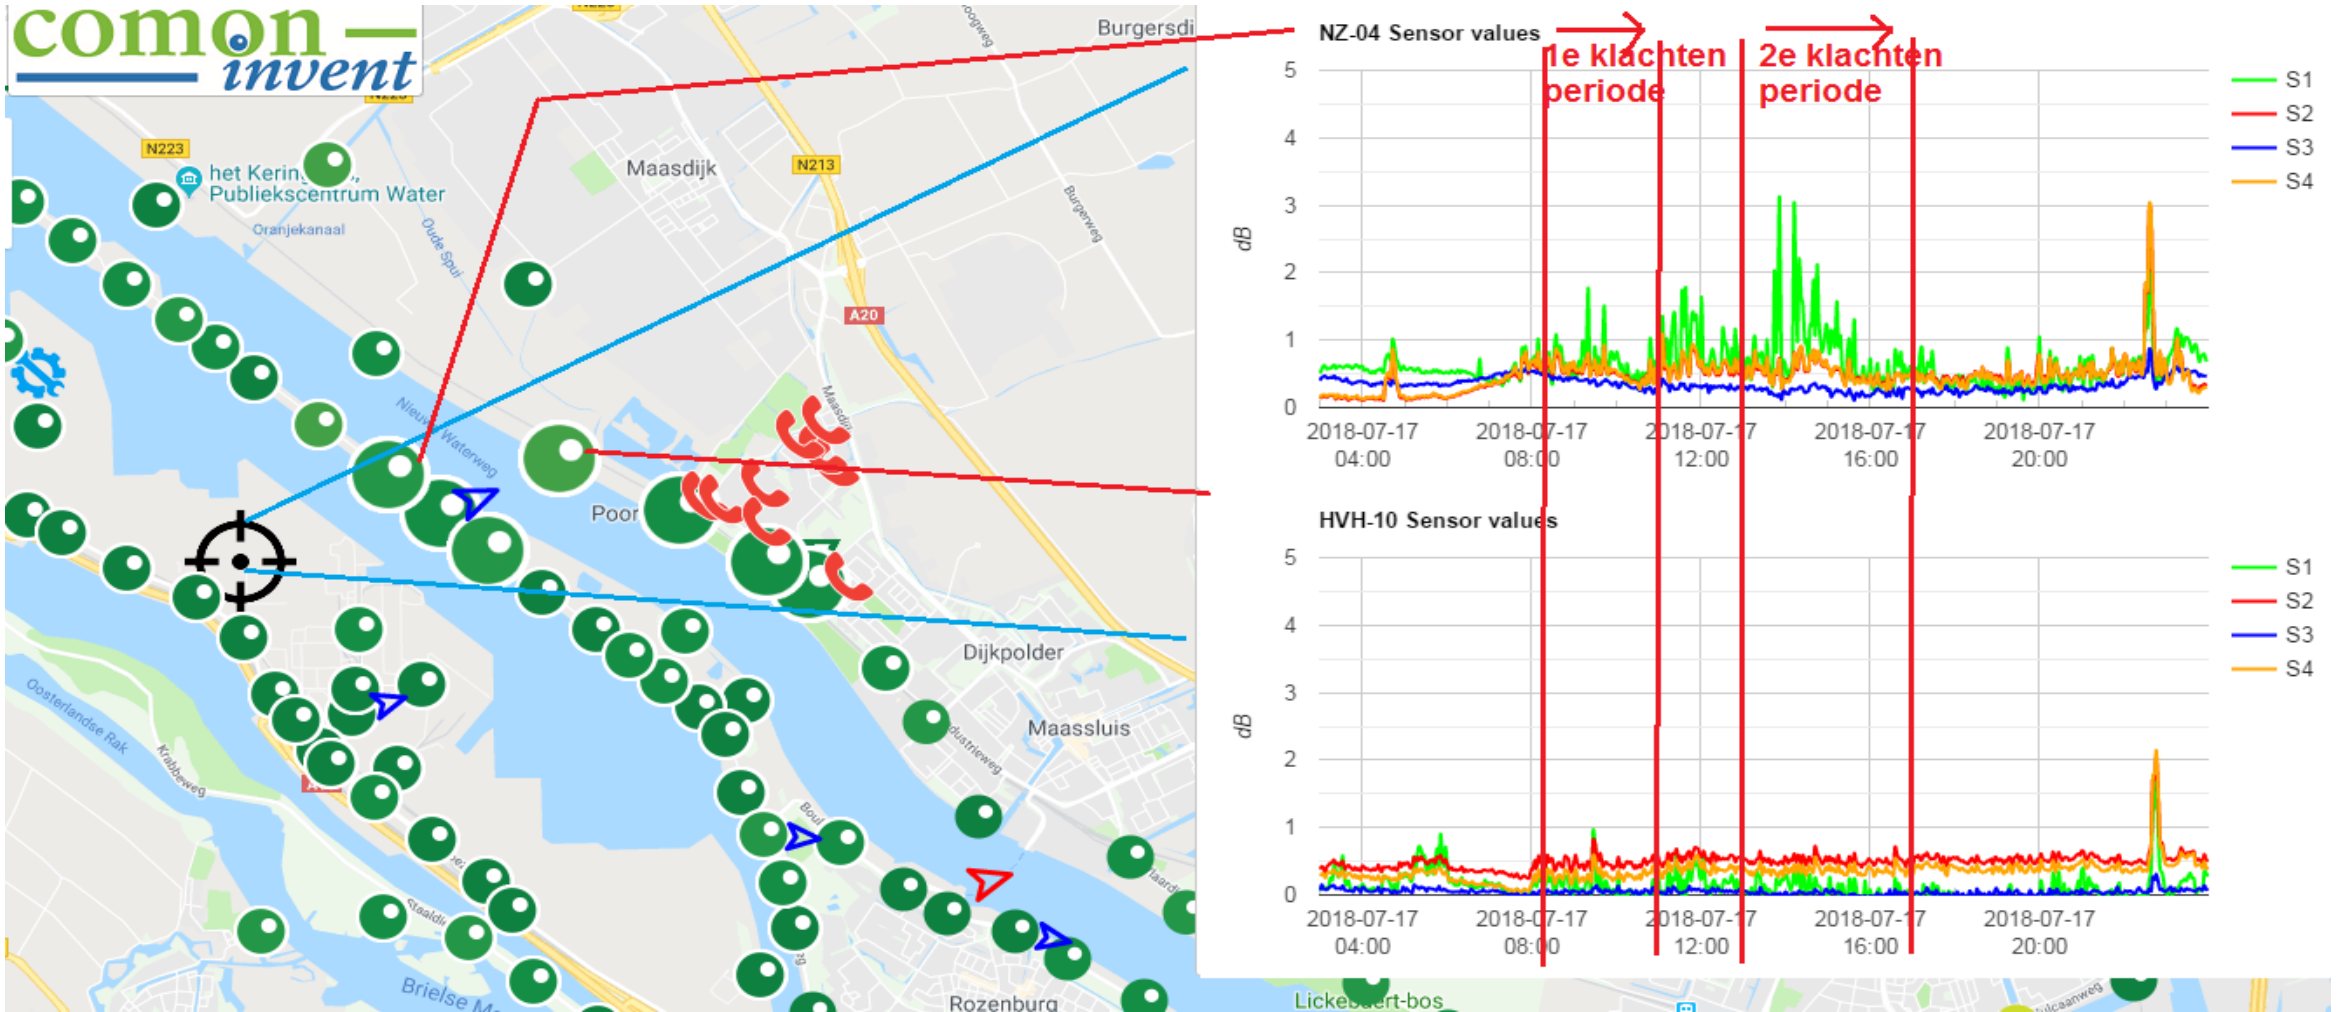 comon
invent
N223
N223
het Kering
Publiekscentrum Water
Oranjekanaal
Oude Spui
Maasdijk
N213
Burgersdi
Burgerweg
A20
Maasdijk
Nieuwe Waterweg
Poor
Dijkpolder
Maassluis
Oosterlandse Rak
Krabbeweg
Rozenburg
Lickebaert-bos
NZ-04 Sensor values
1e klachten
periode
2e klachten
periode
5
4
3
2
1
0
dB
S1
S2
S3
S4
2018-07-17 2018-07-17 2018-07-17 2018-07-17 2018-07-17
04:00 08:00 12:00 16:00 20:00
HVH-10 Sensor values
5
4
3
2
1
0
dB
S1
S2
S3
S4
2018-07-17 2018-07-17 2018-07-17 2018-07-17 2018-07-17
04:00 08:00 12:00 16:00 20:00